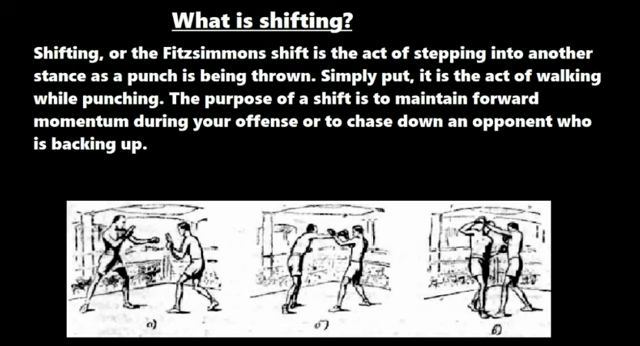 What is shifting?
Shifting, or the Fitzsimmons shift is the act of stepping into another
stance as a punch is being thrown. Simply put, it is the act of walking
while punching. The purpose of a shift is to maintain forward
momentum during your offense or to chase down an opponent who
is backing up.
а) б) в)